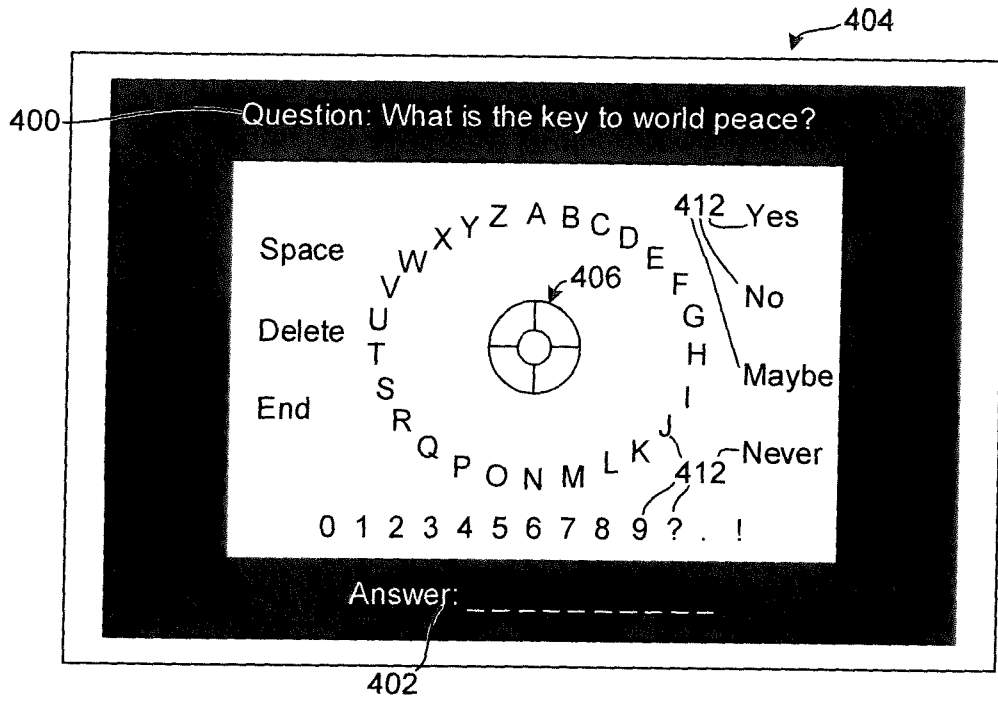 404
400
Question: What is the key to world peace?
A B C D E F G H I J K L M N O P Q R S T U V W X Y Z
412
Yes
No
Maybe
Never
412
Space
Delete
End
406
0 1 2 3 4 5 6 7 8 9 ? . !
Answer: _ _ _ _ _ _ _ _ _ _
402